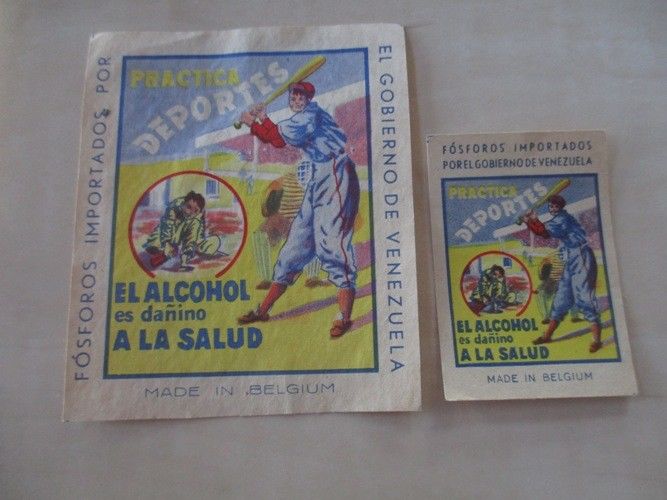 FÓSFOROS IMPORTADOS POR
EL GOBIERNO DE VENEZUELA
PRACTICA
DEPORTES
EL ALCOHOL
es dañino
A LA SALUD
MADE IN BELGIUM
FÓSFOROS IMPORTADOS
POR EL GOBIERNO DE VENEZUELA
PRACTICA
DEPORTES
EL ALCOHOL
es dañino
A LA SALUD
MADE IN BELGIUM